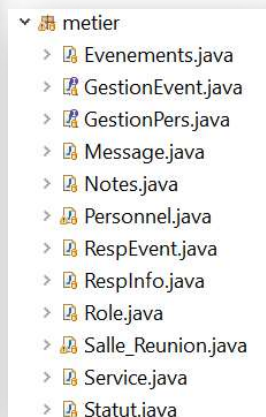 metier
Evenements.java
GestionEvent.java
GestionPers.java
Message.java
Notes.java
Personnel.java
RespEvent.java
RespInfo.java
Role.java
Salle_Reunion.java
Service.java
Statut.java